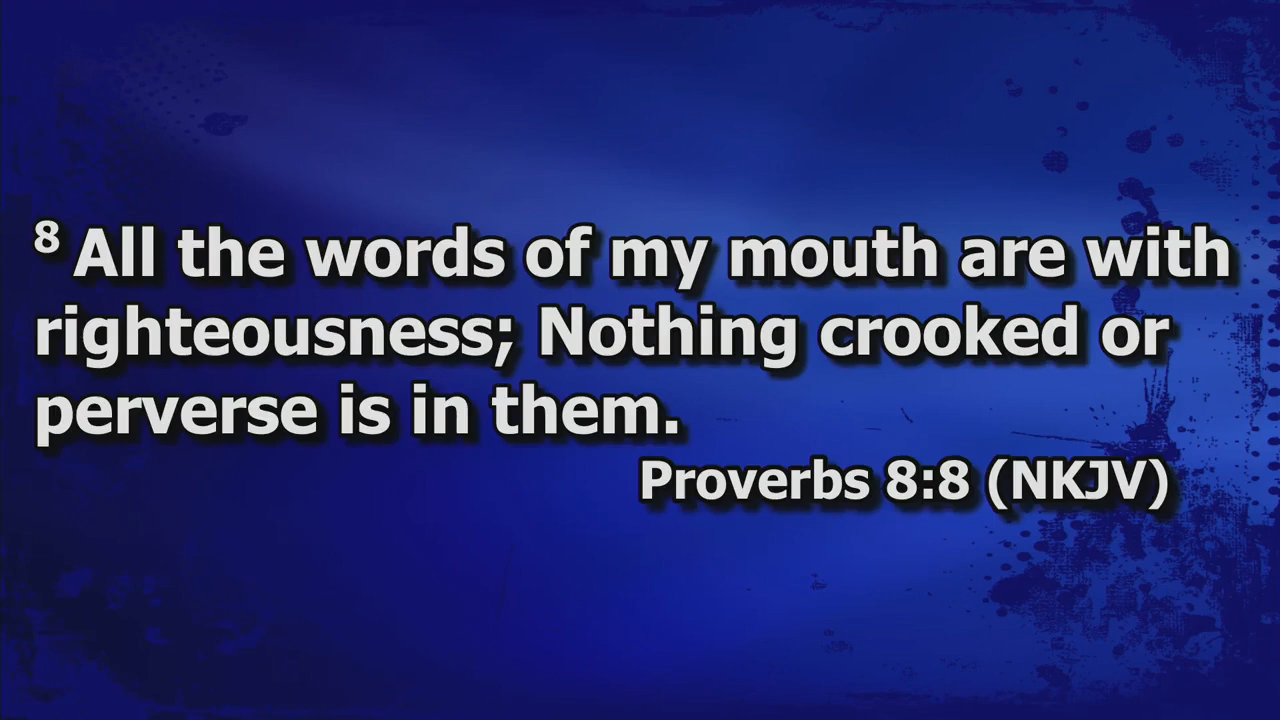 8 All the words of my mouth are with
righteousness; Nothing crooked or
perverse is in them.
Proverbs 8:8 (NKJV)